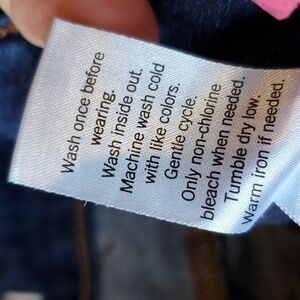 Wash once before
wearing.
Wash inside out.
Machine wash cold
with like colors.
Gentle cycle.
Only non-chlorine
bleach when needed.
Tumble dry low.
Warm iron if needed.